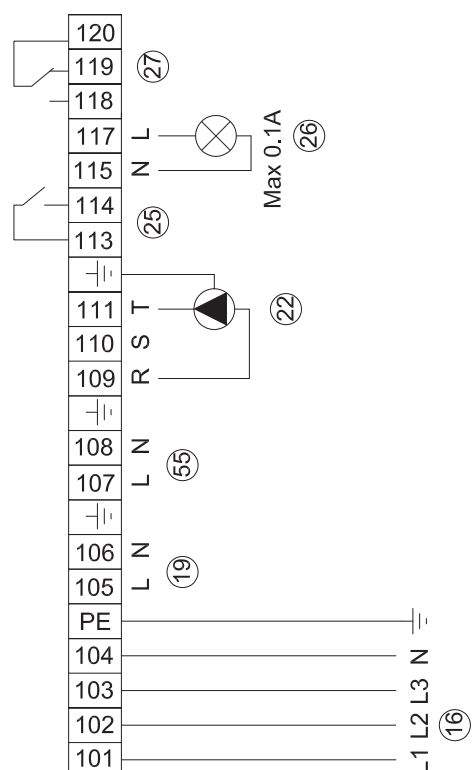 120
119
27
118
117 L
115 N
Max 0.1A
26
114
25
113
111 T
22
110 S
109 R
108 N
55
107 L
106 N
19
105 L
PE
104 N
103 L3
102 L2
16
101 L1